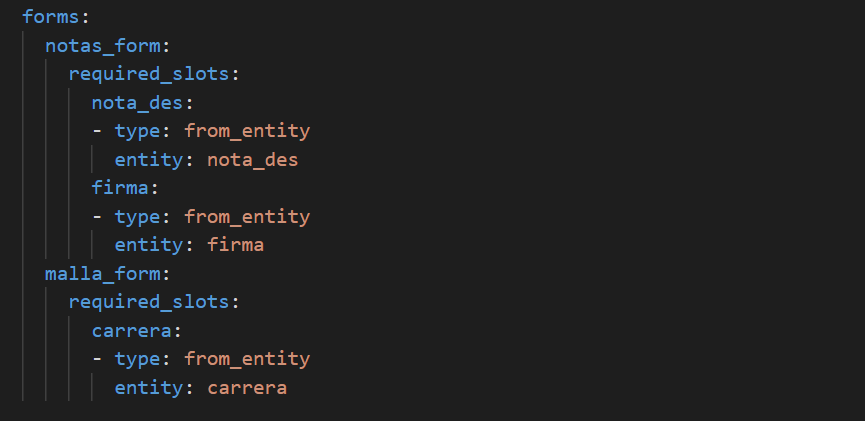 forms:
  notas_form:
    required_slots:
      nota_des:
      - type: from_entity
        entity: nota_des
      firma:
      - type: from_entity
        entity: firma
  malla_form:
    required_slots:
      carrera:
      - type: from_entity
        entity: carrera